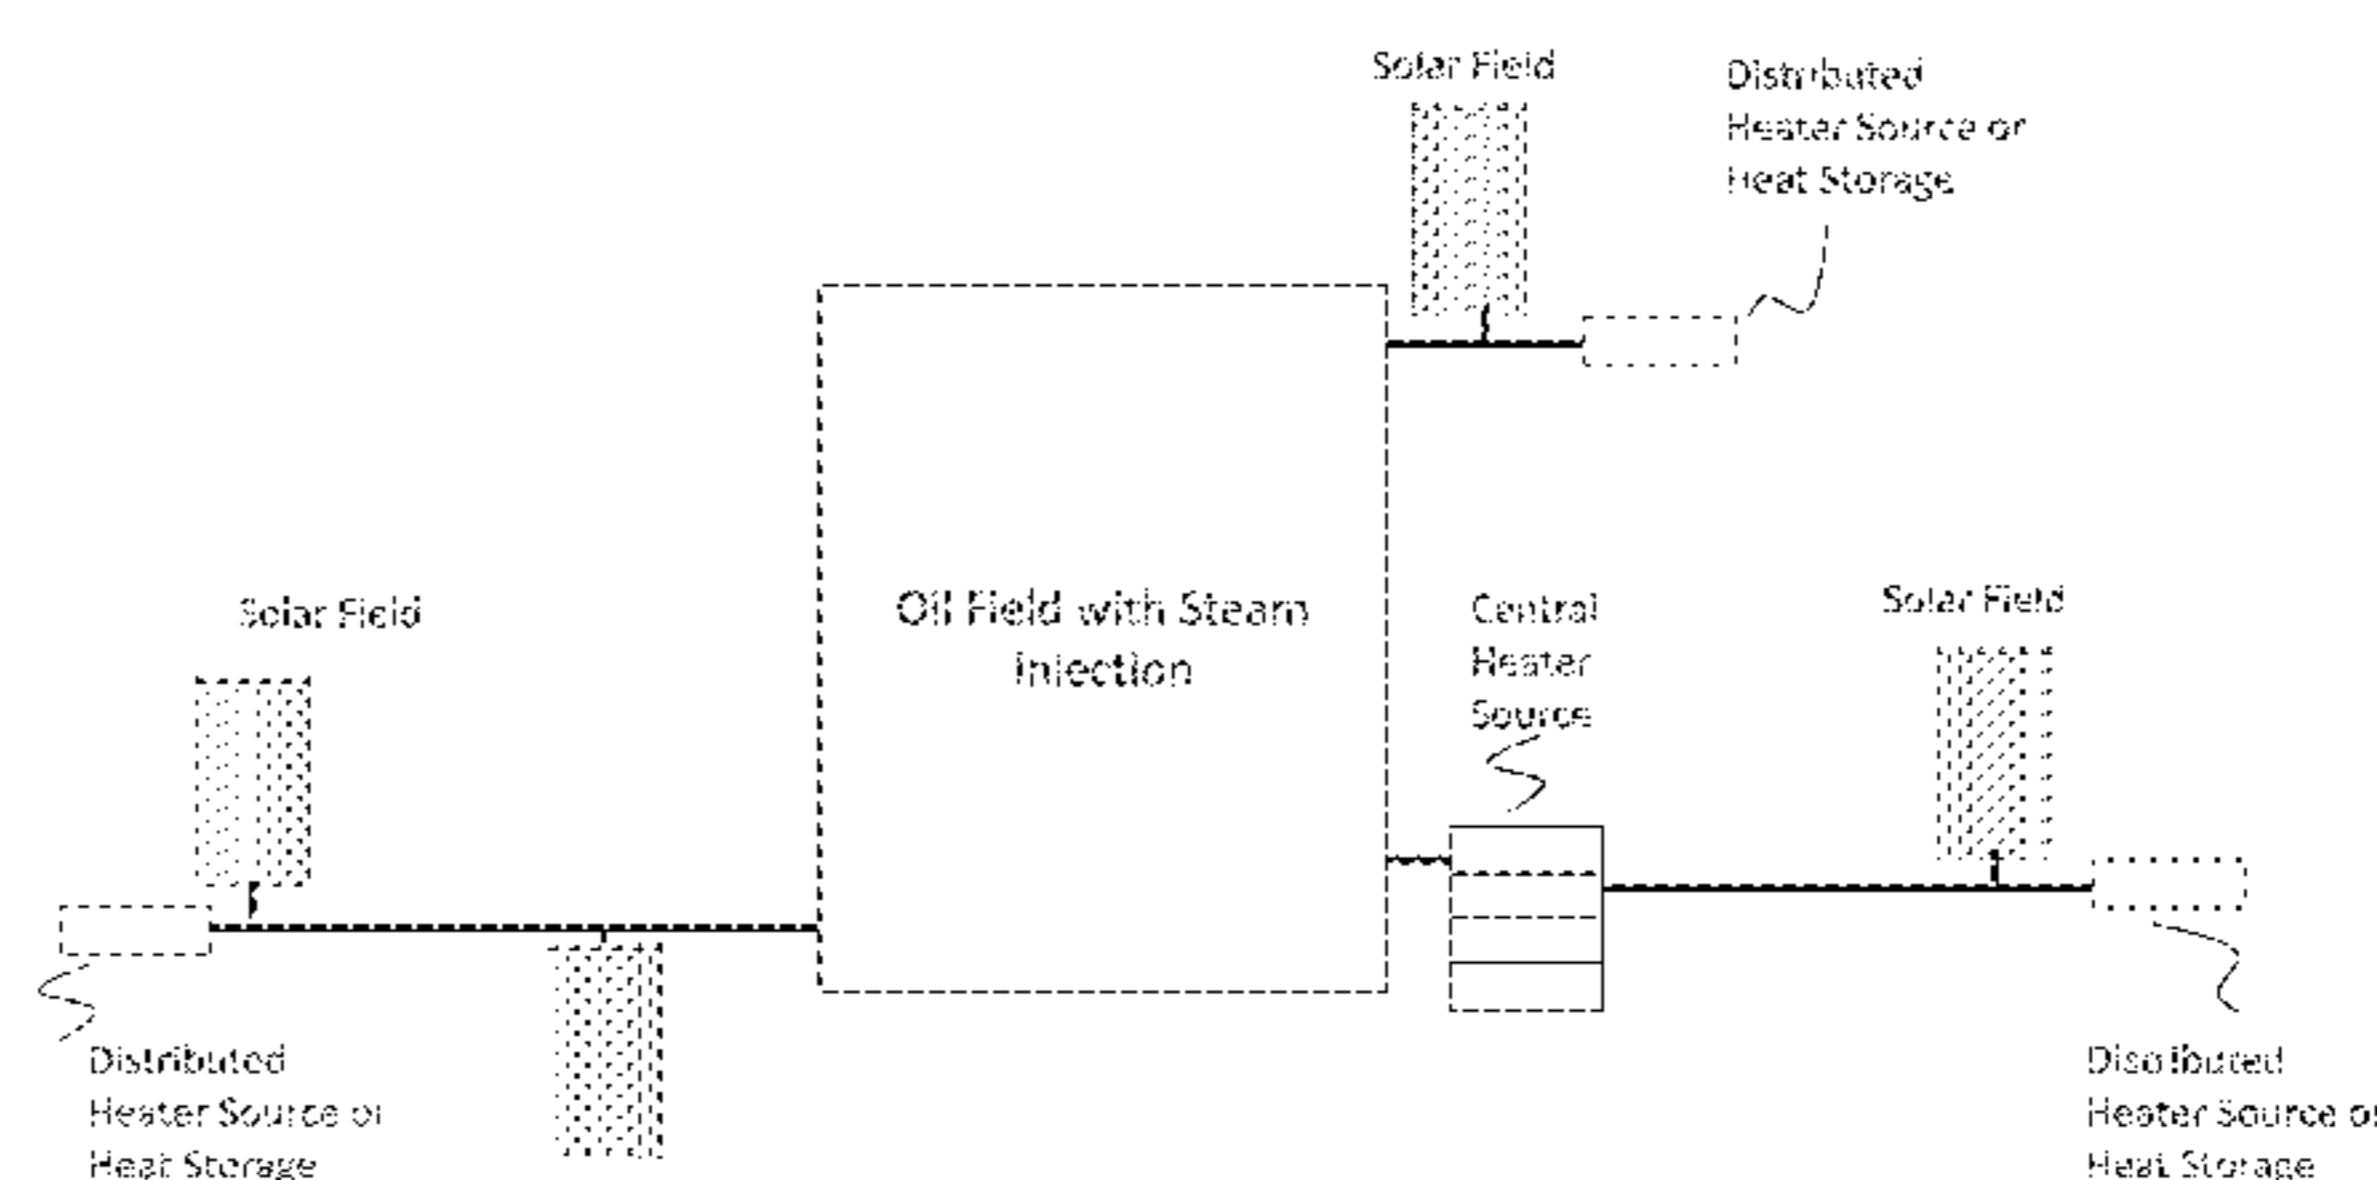 Solar Field
Distributed
Heater Source or
Heat Storage
Solar Field
Oil Field with Steam
Injection
Central
Heater
Source
Solar Field
Distributed
Heater Source or
Heat Storage
Distributed
Heater Source or
Heat Storage